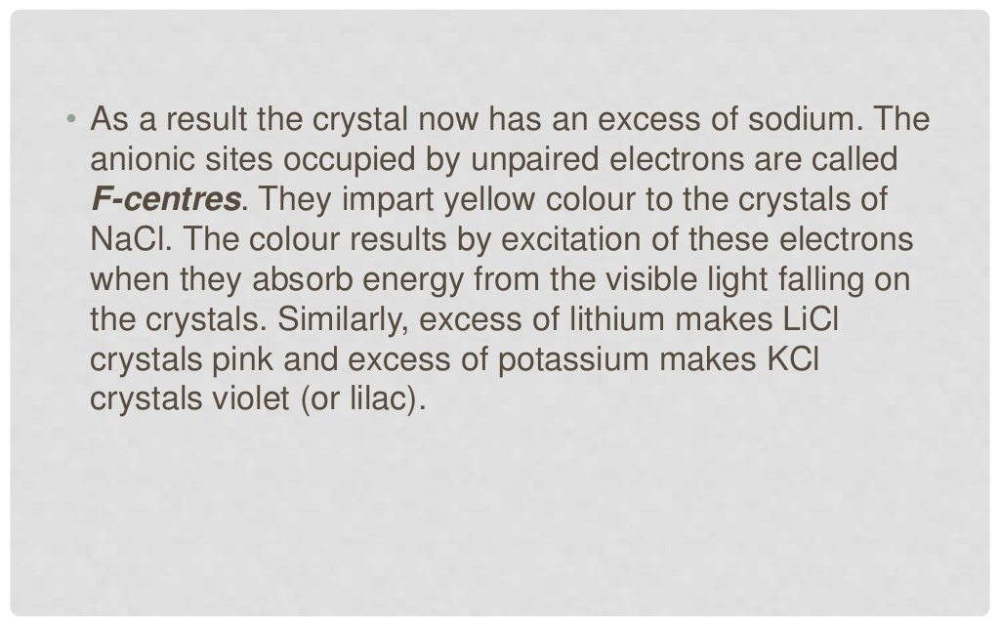 • As a result the crystal now has an excess of sodium. The
anionic sites occupied by unpaired electrons are called
F-centres. They impart yellow colour to the crystals of
NaCl. The colour results by excitation of these electrons
when they absorb energy from the visible light falling on
the crystals. Similarly, excess of lithium makes LiCl
crystals pink and excess of potassium makes KCl
crystals violet (or lilac).